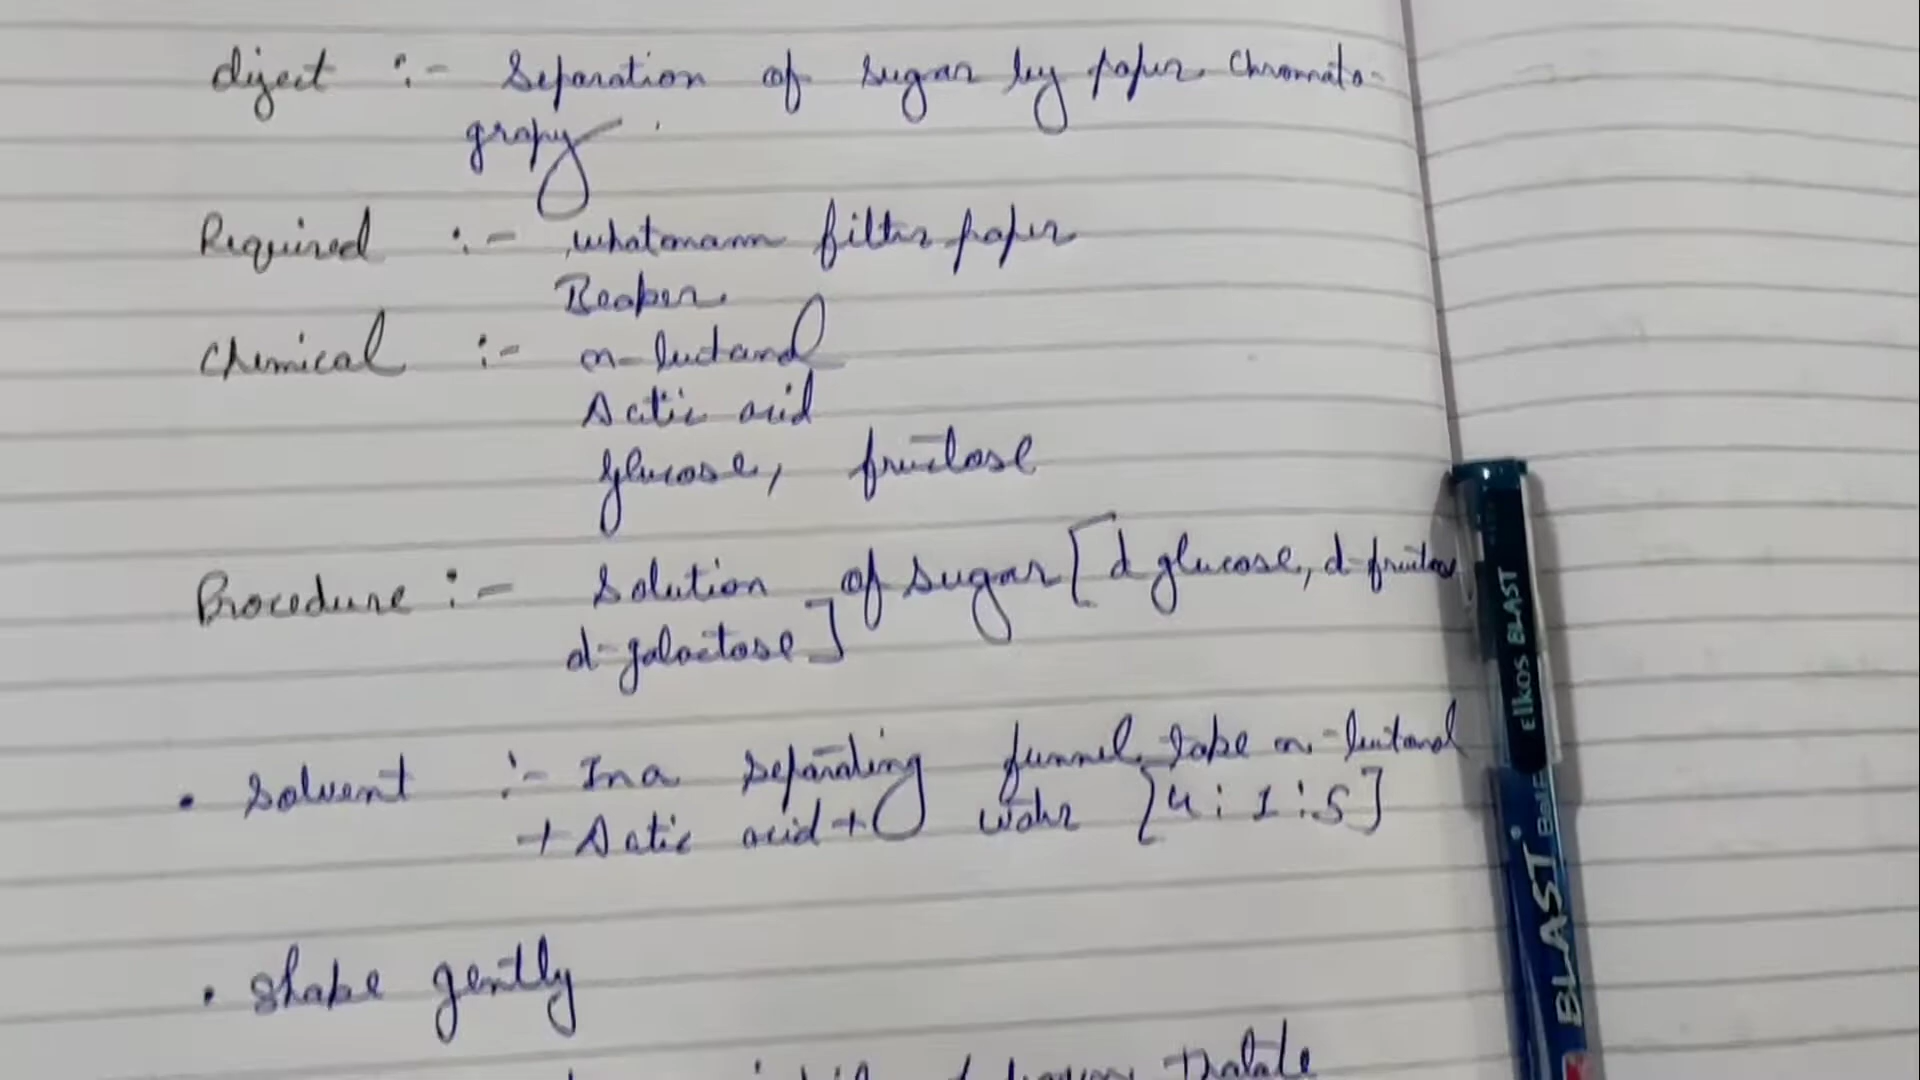 Object :- Separation of sugar by paper Chromato-
grapy.
Required :- whatmann filter paper
Beaker.
Chemical :- n-butanol
Acetic acid
glucose, fructose
Procedure :- Solution of sugar [d glucose, d-fructose
d-galactose]
• Solvent :- In a separating funnel take n-butanol
+ Acetic acid + water [4:1:5]
• Shake gently
elkos BLAST
BLAST